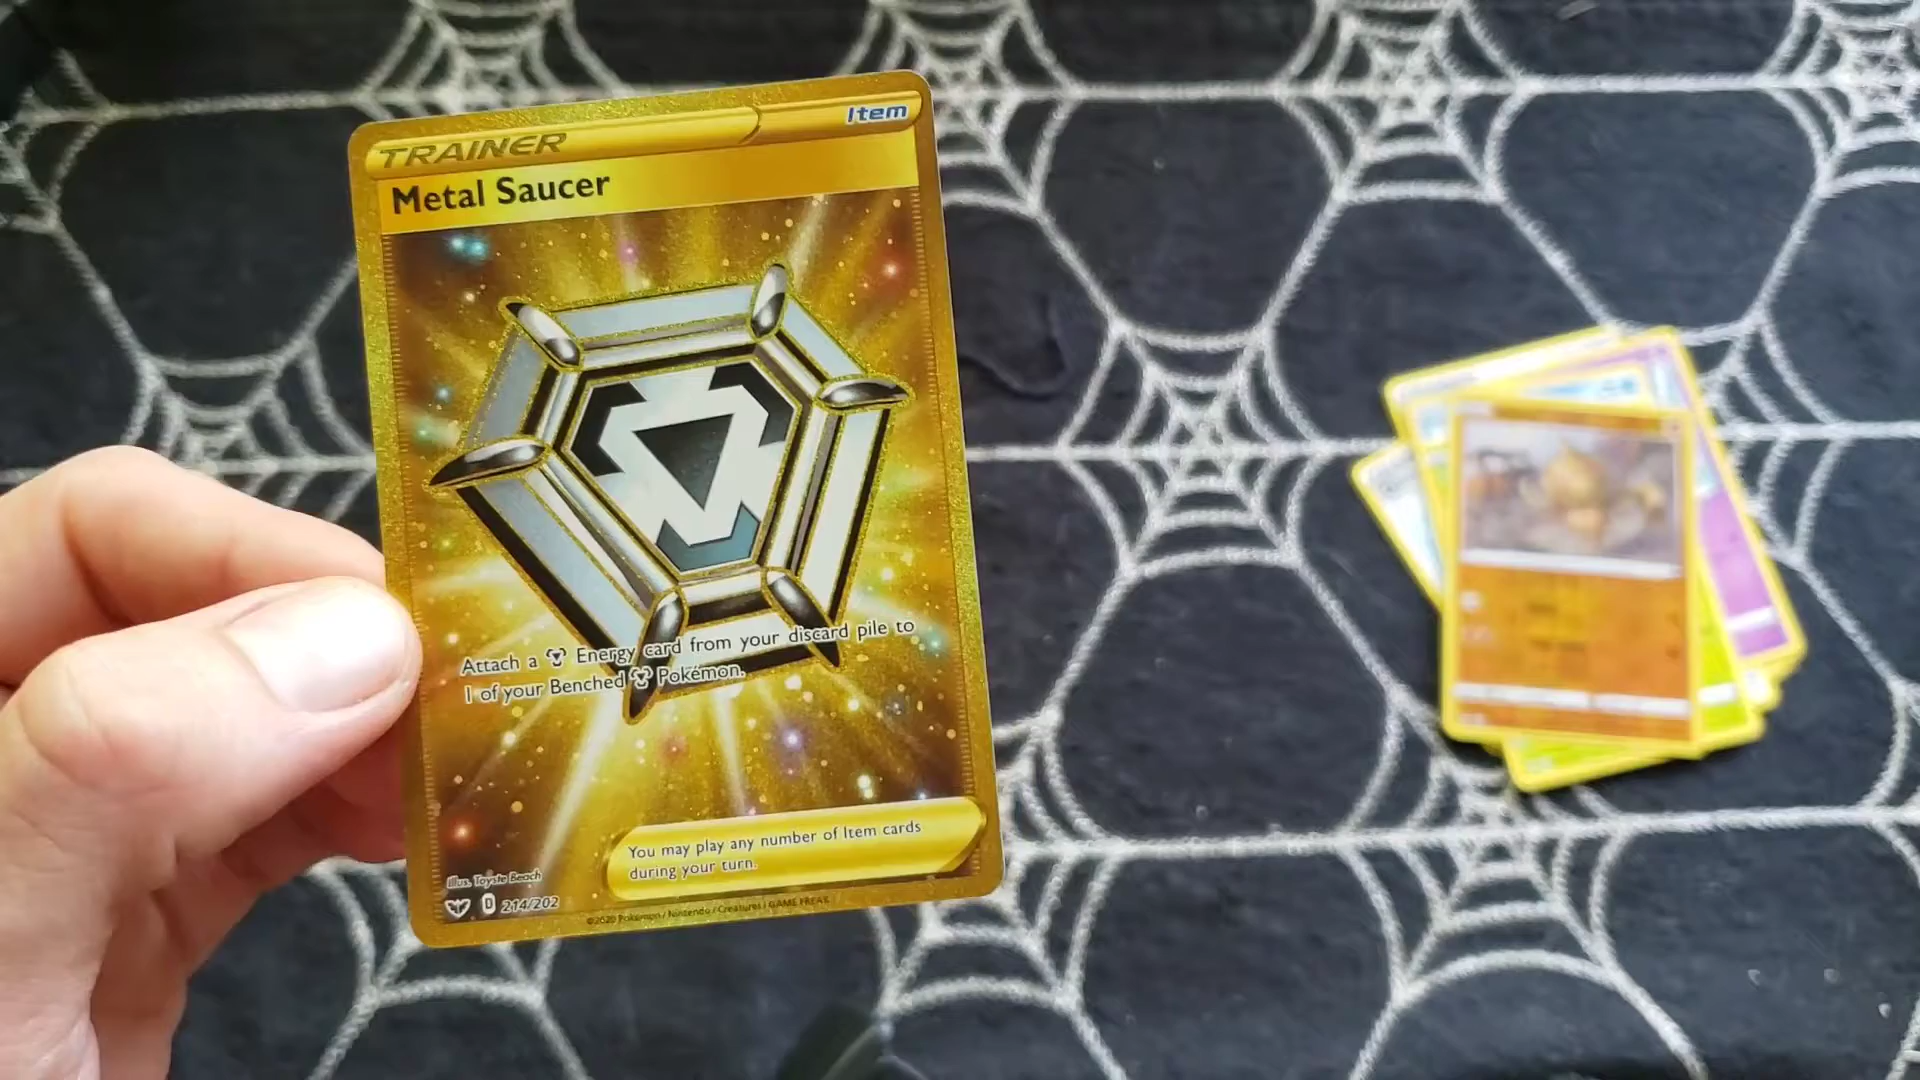 TRAINER
Item
Metal Saucer
Attach a Energy card from your discard pile to
1 of your Benched Pokémon.
You may play any number of Item cards
during your turn.
Illus. Toyste Beach
D 214/202
©2020 Pokémon / Nintendo / Creatures / GAME FREAK